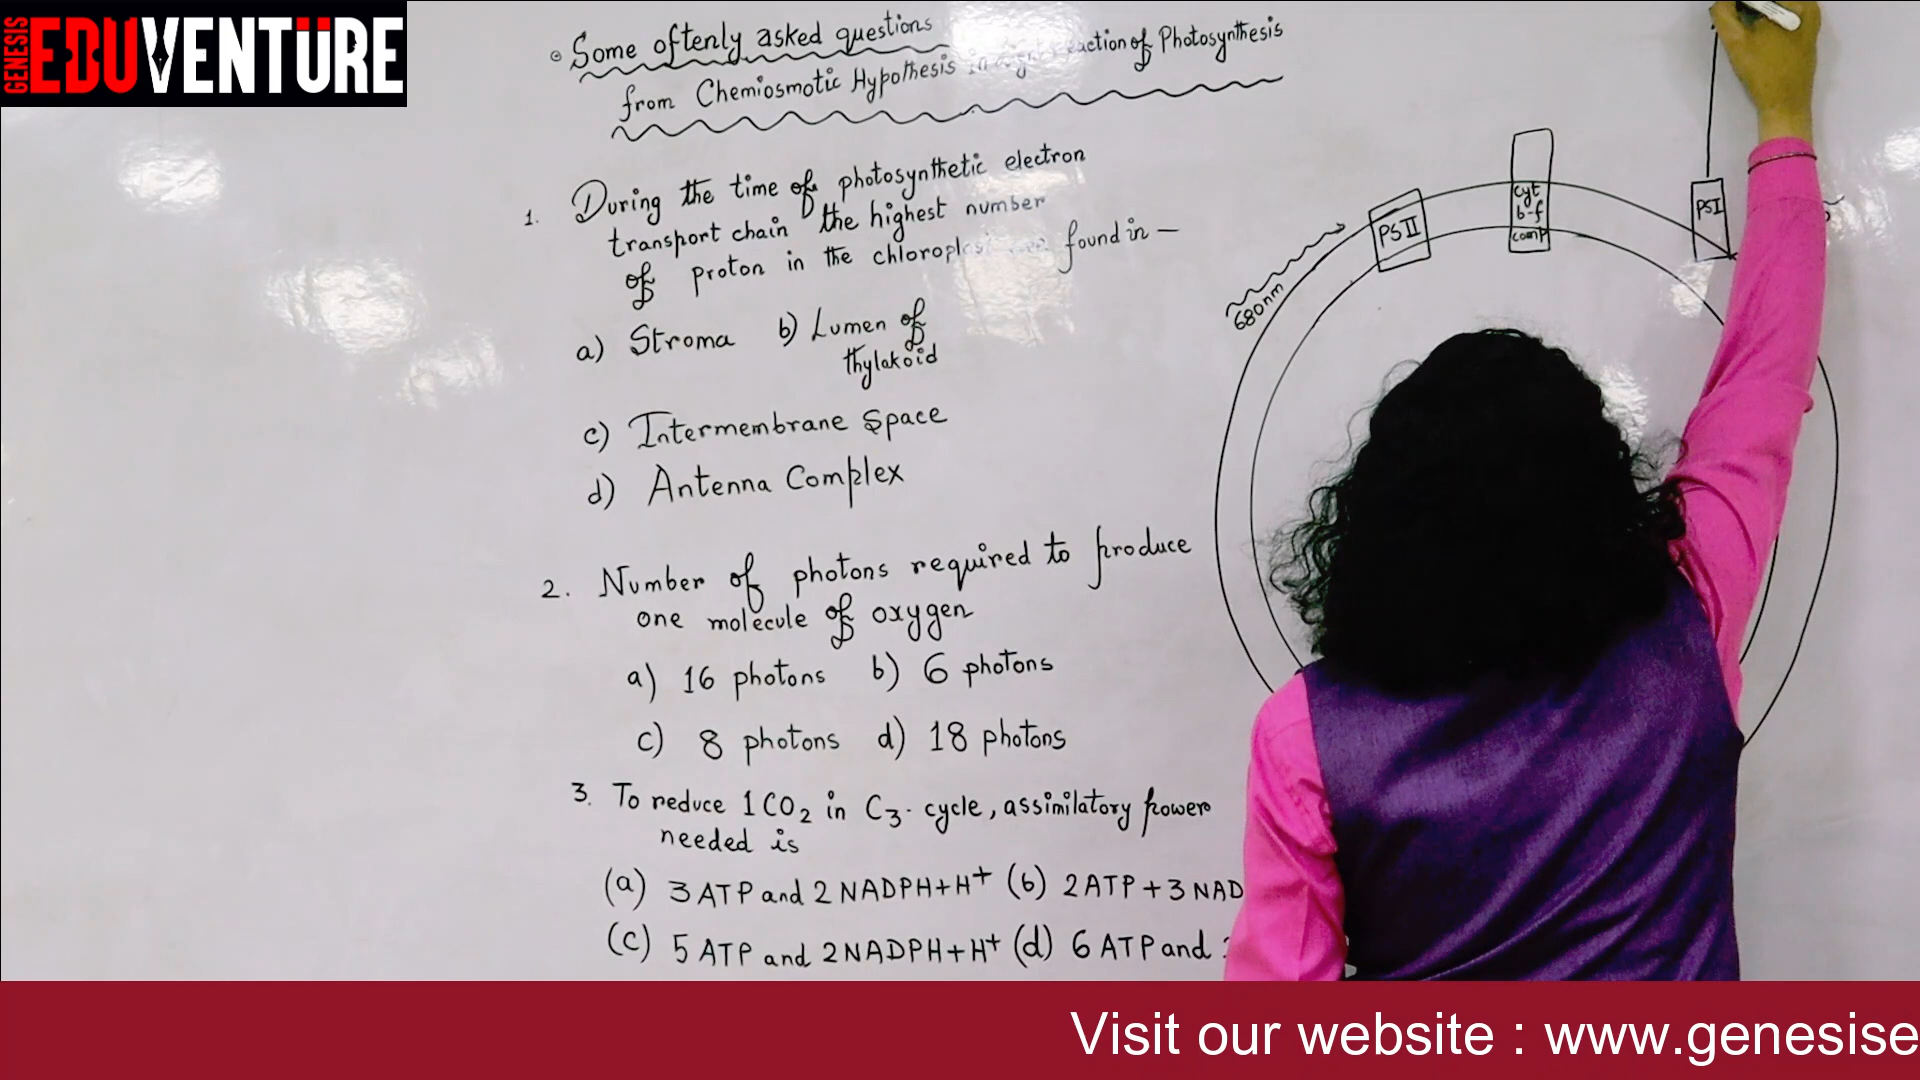 GENESIS
EDUVENTÜRE
Some oftenly asked questions
from Chemiosmotic Hypothesis in light reaction of Photosynthesis
1. During the time of photosynthetic electron
transport chain the highest number
of proton in the chloroplast found in —
a) Stroma b) Lumen of
thylakoid
c) Intermembrane Space
d) Antenna Complex
2. Number of photons required to produce
one molecule of oxygen
a) 16 photons b) 6 photons
c) 8 photons d) 18 photons
3. To reduce 1 CO2 in C3-cycle, assimilatory power
needed is
(a) 3 ATP and 2 NADPH+H+ (b) 2 ATP + 3 NAD
(c) 5 ATP and 2 NADPH+H+ (d) 6 ATP and
680nm
PS II
Cyt
b-f
comp
PSI
Visit our website : www.genesise